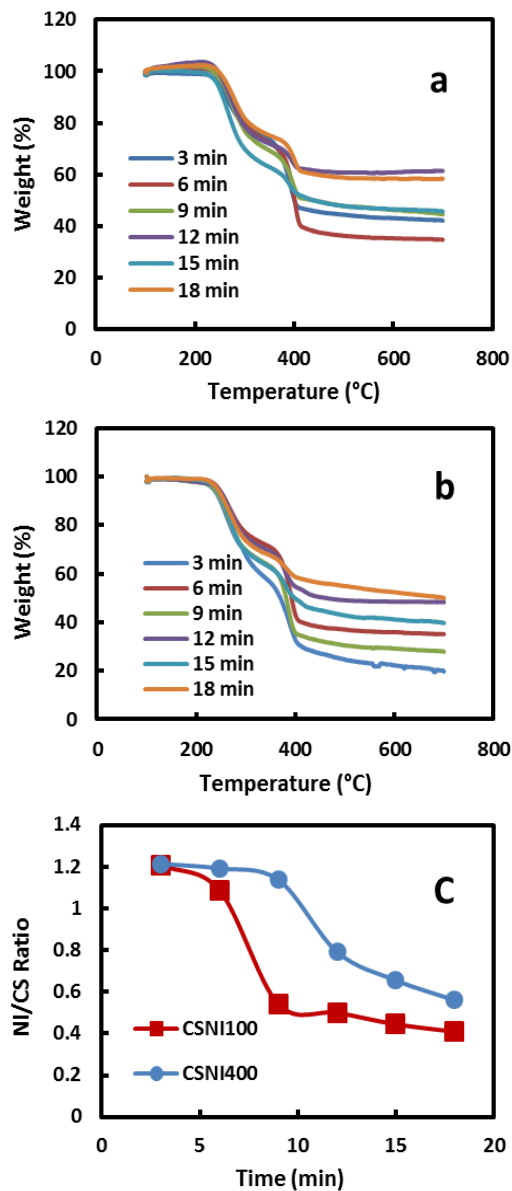 120
100
80
60
40
20
0
Weight (%)
a
3 min
6 min
9 min
12 min
15 min
18 min
0 200 400 600 800
Temperature (°C)
120
100
80
60
40
20
0
Weight (%)
b
3 min
6 min
9 min
12 min
15 min
18 min
0 200 400 600 800
Temperature (°C)
1.4
1.2
1
0.8
0.6
0.4
0.2
0
NI/CS Ratio
C
CSNI100
CSNI400
0 5 10 15 20
Time (min)